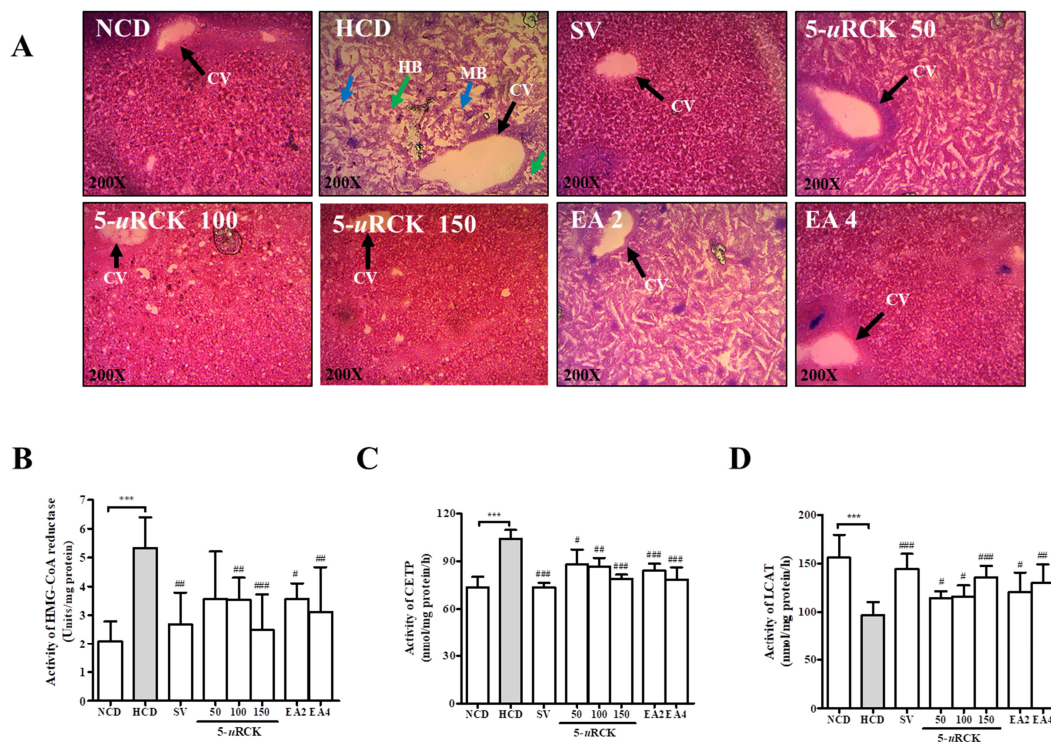 A
NCD
CV
200X
HCD
HB
MB
CV
200X
SV
CV
200X
5-uRCK 50
CV
200X
5-uRCK 100
CV
200X
5-uRCK 150
CV
200X
EA 2
CV
200X
EA 4
CV
200X
B
Activity of HMG-CoA reductase
(Units/mg protein)
7
6
5
4
3
2
1
0
***
##
##
###
#
##
NCD HCD SV 50 100 150 EA2 EA4
5-uRCK
C
Activity of CETP
(nmol/mg protein/h)
120
90
60
30
0
***
###
#
##
###
###
###
NCD HCD SV 50 100 150 EA2 EA4
5-uRCK
D
Activity of LCAT
(nmol/mg protein/h)
200
150
100
50
0
***
###
#
#
###
#
##
NCD HCD SV 50 100 150 EA2 EA4
5-uRCK